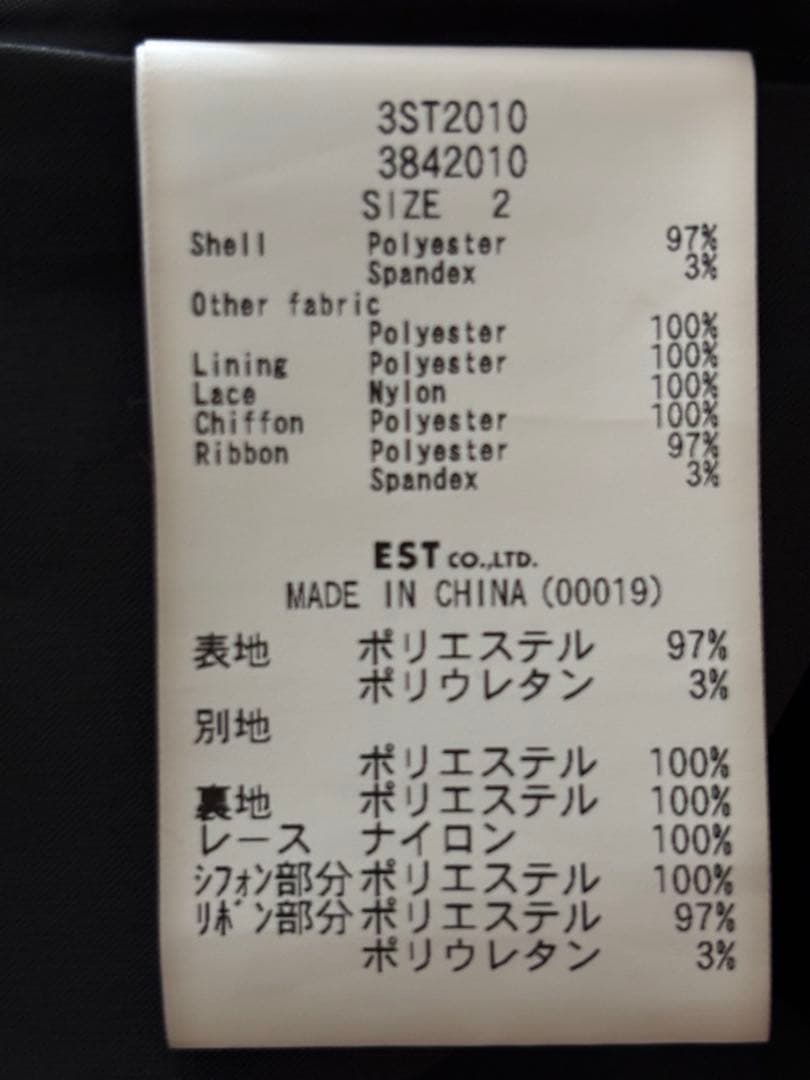 3ST2010
3842010
SIZE 2
Shell Polyester 97%
Spandex 3%
Other fabric
Polyester 100%
Lining Polyester 100%
Lace Nylon 100%
Chiffon Polyester 100%
Ribbon Polyester 97%
Spandex 3%
EST CO.,LTD.
MADE IN CHINA (00019)
表地 ポリエステル 97%
ポリウレタン 3%
別地
ポリエステル 100%
裏地 ポリエステル 100%
レース ナイロン 100%
ｼﾌｫﾝ部分 ポリエステル 100%
ﾘﾎﾞﾝ部分 ポリエステル 97%
ポリウレタン 3%